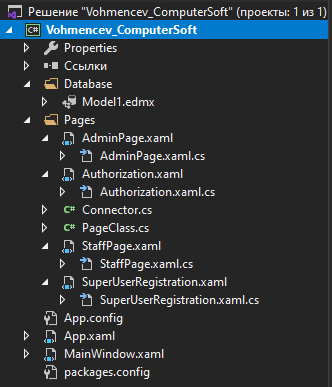 Решение "Vohmencev_ComputerSoft" (проекты: 1 из 1)
C# Vohmencev_ComputerSoft
Properties
Ссылки
Database
Model1.edmx
Pages
AdminPage.xaml
AdminPage.xaml.cs
Authorization.xaml
Authorization.xaml.cs
C# Connector.cs
C# PageClass.cs
StaffPage.xaml
StaffPage.xaml.cs
SuperUserRegistration.xaml
SuperUserRegistration.xaml.cs
App.config
App.xaml
MainWindow.xaml
packages.config